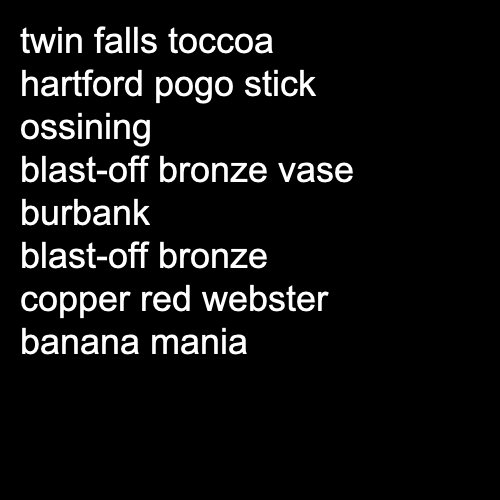 twin falls toccoa
hartford pogo stick
ossining
blast-off bronze vase
burbank
blast-off bronze
copper red webster
banana mania